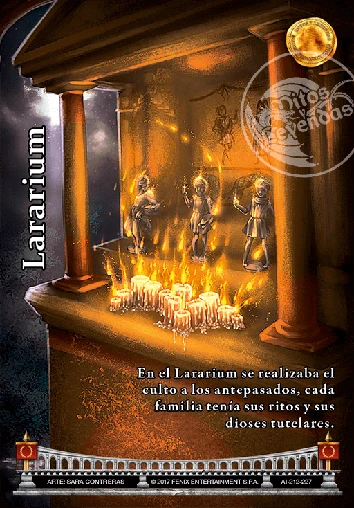 Mitos
y
Leyendas
Lararium
En el Lararium se realizaba el
culto a los antepasados, cada
familia tenía sus ritos y sus
dioses tutelares.
ARTE: SARA CONTRERAS
© 2017 FENIX ENTERTAINMENT S.P.A.